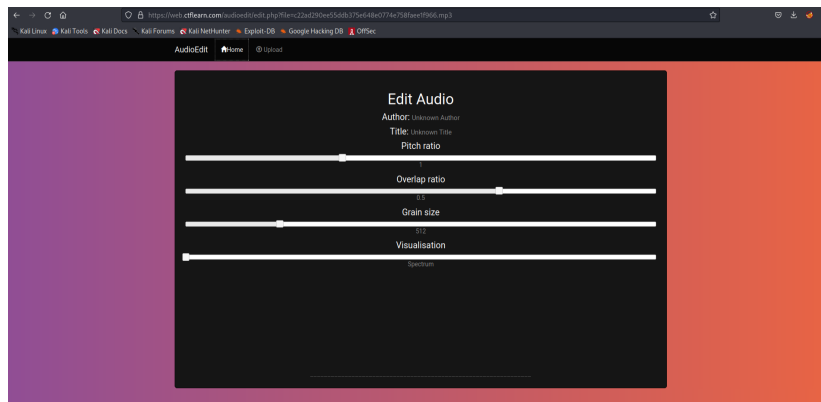 https://web.ctflearn.com/audioedit/edit.php?file=c22ad290ee55ddb375e648e0774e758faee1f966.mp3
Kali Linux Kali Tools Kali Docs Kali Forums Kali NetHunter Exploit-DB Google Hacking DB OffSec
AudioEdit Home Upload
Edit Audio
Author: Unknown Author
Title: Unknown Title
Pitch ratio
1
Overlap ratio
0.5
Grain size
512
Visualisation
Spectrum